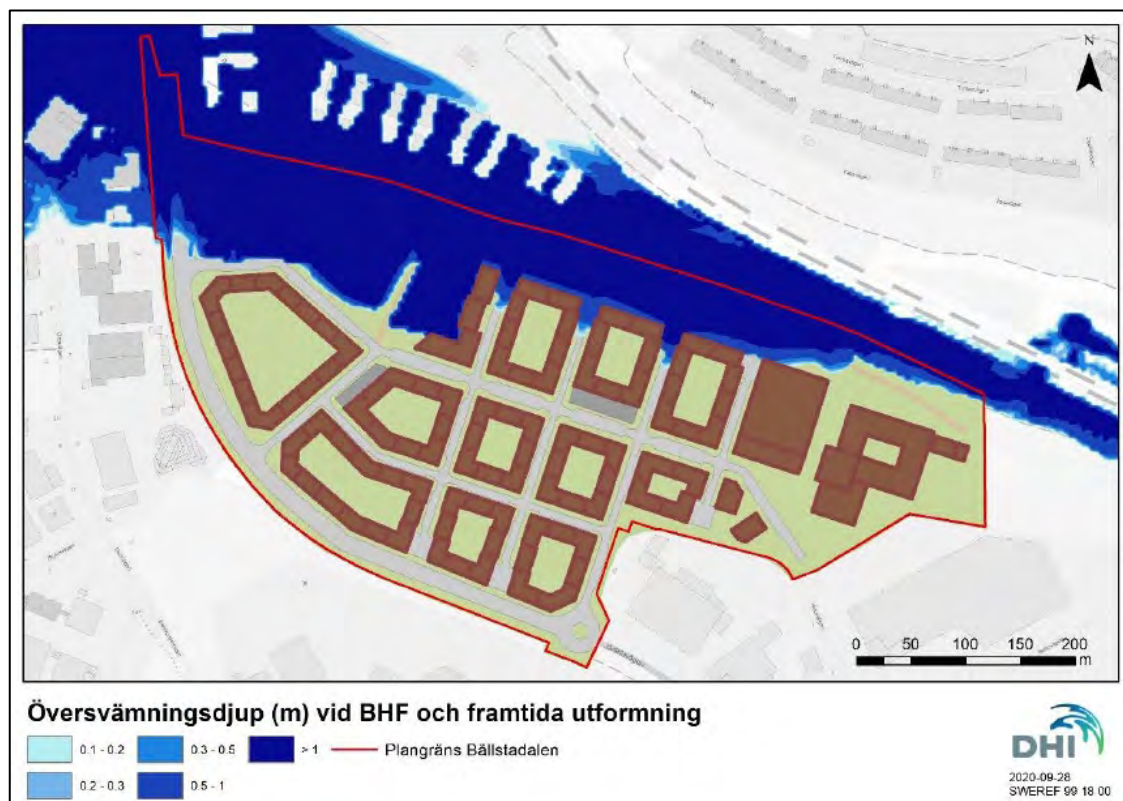 N
0 50 100 150 200
m
Översvämningsdjup (m) vid BHF och framtida utformning
0.1 - 0.2
0.3 - 0.5
> 1
Plangräns Bällstadalen
0.2 - 0.3
0.5 - 1
DHI
2020-09-28
SWEREF 99 18 00